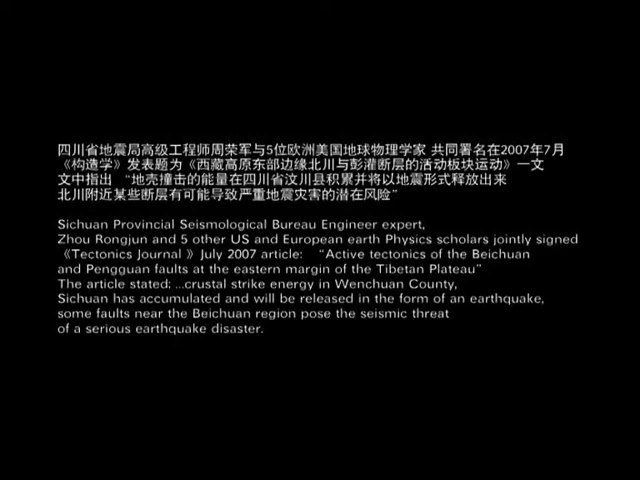 四川省地震局高级工程师周荣军与5位欧洲美国地球物理学家 共同署名在2007年7月
《构造学》发表题为《西藏高原东部边缘北川与彭灌断层的活动板块运动》一文
文中指出 “地壳撞击的能量在四川省汶川县积累并将以地震形式释放出来
北川附近某些断层有可能导致严重地震灾害的潜在风险”
Sichuan Provincial Seismological Bureau Engineer expert,
Zhou Rongjun and 5 other US and European earth Physics scholars jointly signed
《Tectonics Journal 》July 2007 article: “Active tectonics of the Beichuan
and Pengguan faults at the eastern margin of the Tibetan Plateau”
The article stated: ...crustal strike energy in Wenchuan County,
Sichuan has accumulated and will be released in the form of an earthquake,
some faults near the Beichuan region pose the seismic threat
of a serious earthquake disaster.